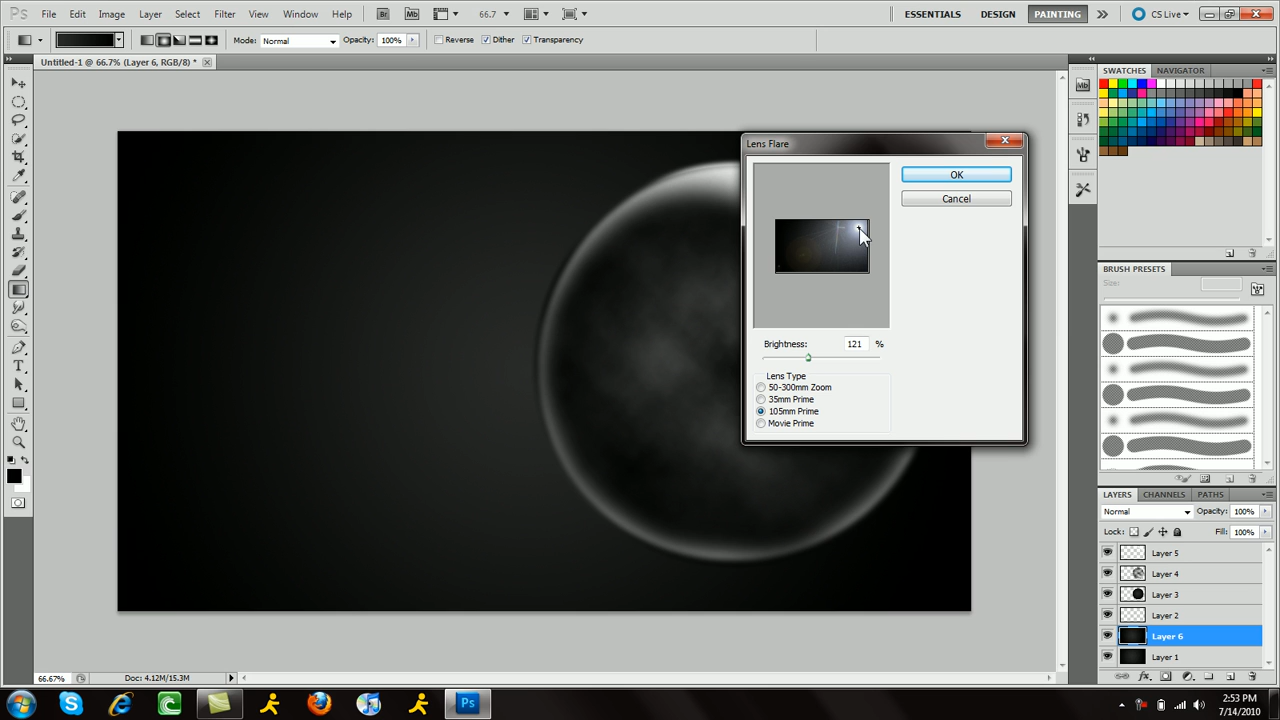 Ps File Edit Image Layer Select Filter View Window Help Br Mb 66.7 ESSENTIALS DESIGN PAINTING CS Live
Mode: Normal Opacity: 100% Reverse Dither Transparency
Untitled-1 @ 66.7% (Layer 6, RGB/8) *
SWATCHES NAVIGATOR
Mb
Lens Flare
OK
Cancel
Brightness: 121 %
Lens Type
50-300mm Zoom
35mm Prime
105mm Prime
Movie Prime
BRUSH PRESETS
Size:
LAYERS CHANNELS PATHS
Normal Opacity: 100%
Lock: Fill: 100%
Layer 5
Layer 4
Layer 3
Layer 2
Layer 6
Layer 1
66.67% Doc: 4.12M/15.3M
Ps
2:53 PM
7/14/2010